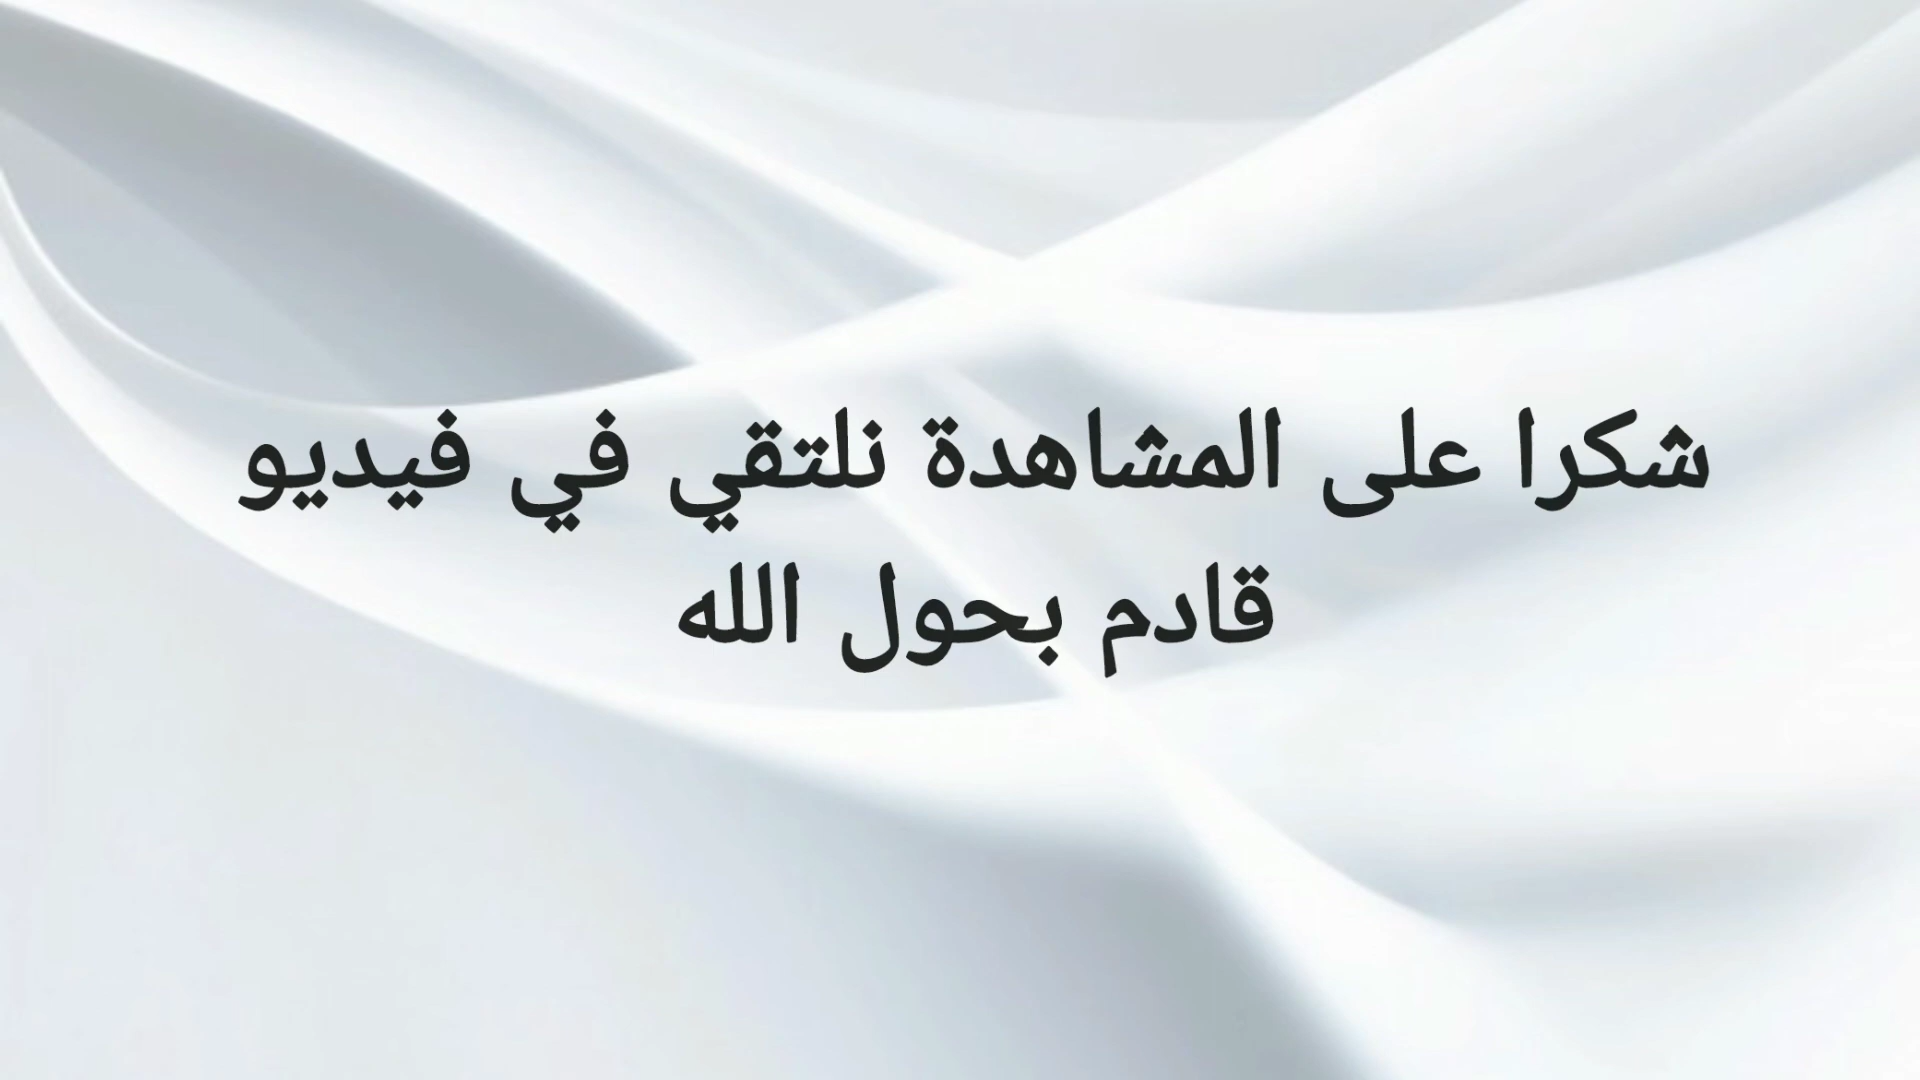 شكرا على المشاهدة نلتقي في فيديو
قادم بحول الله